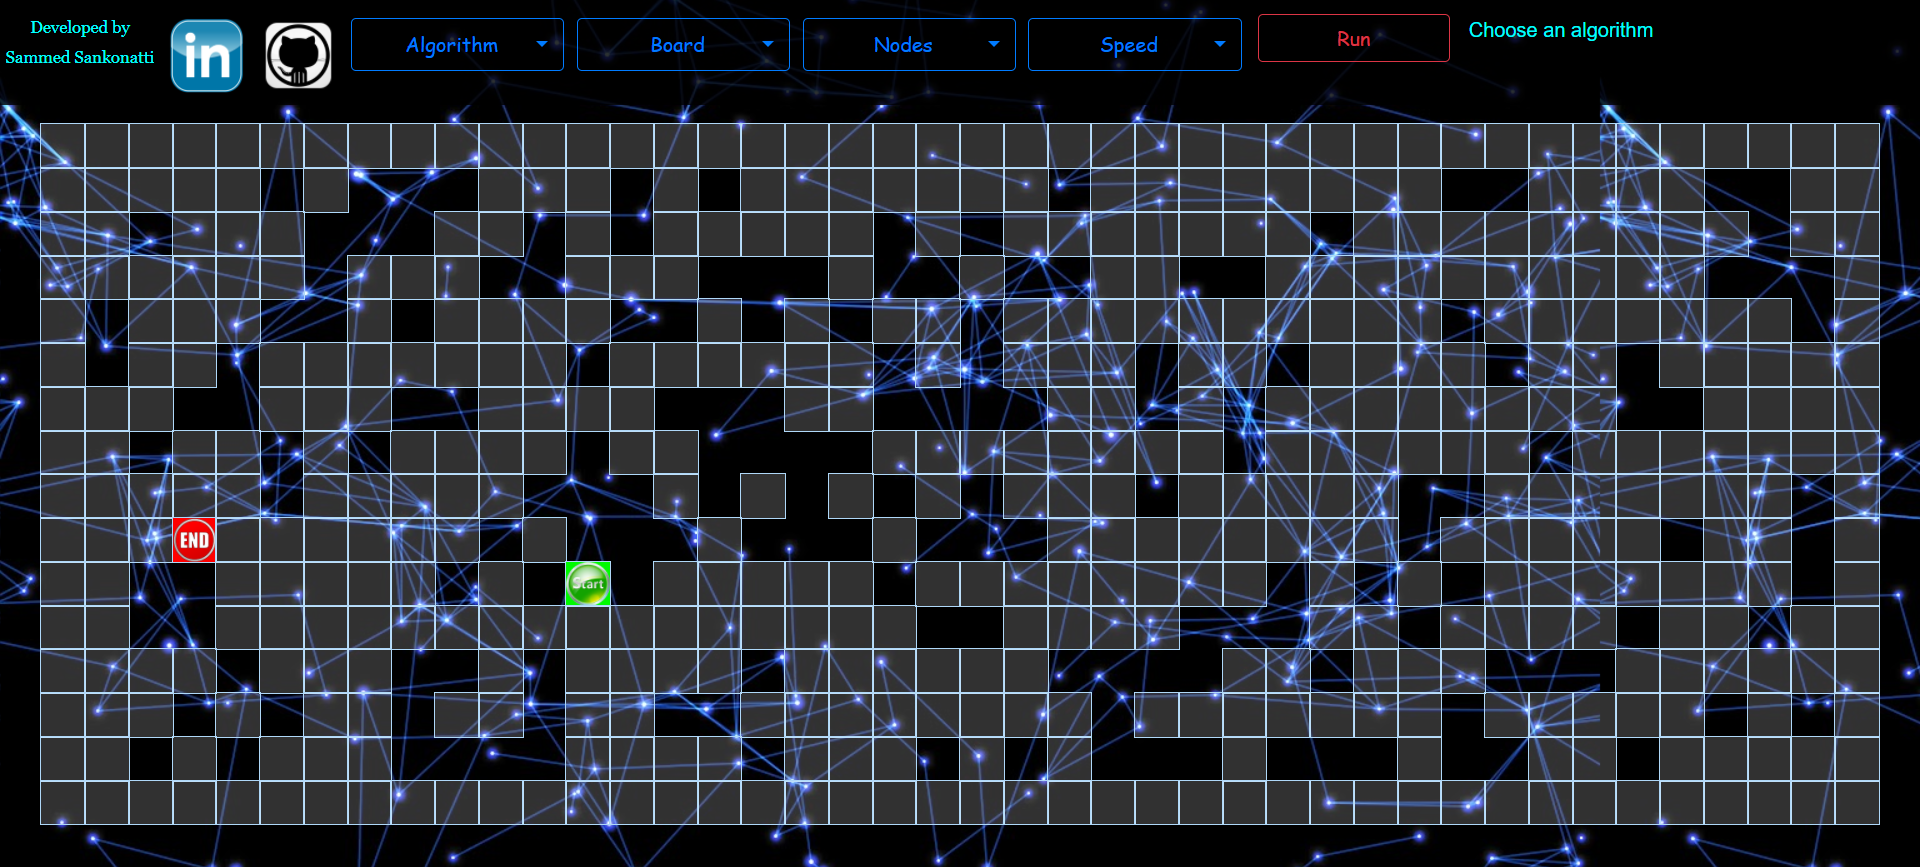 Developed by
Sammed Sankonatti
in
Algorithm
Board
Nodes
Speed
Run
Choose an algorithm
END
Start